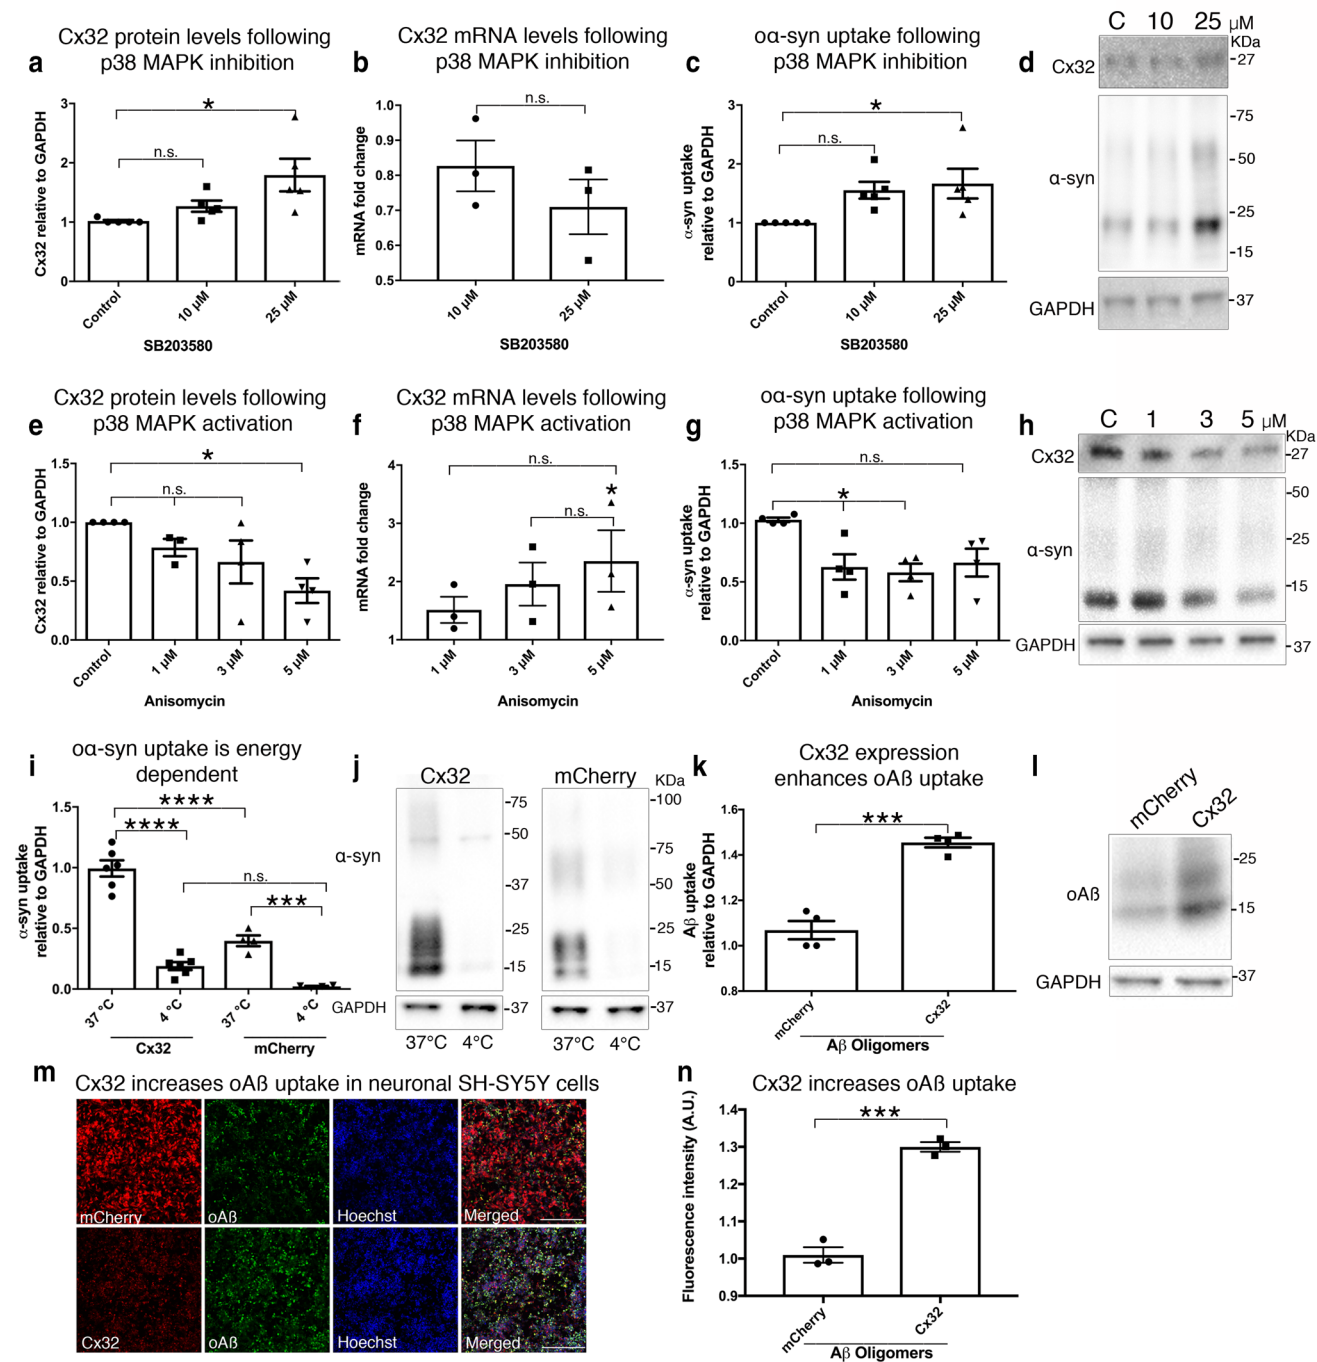 a
Cx32 protein levels following
p38 MAPK inhibition
Cx32 relative to GAPDH
3
2
1
0
n.s.
*
Control
10 µM
25 µM
SB203580
b
Cx32 mRNA levels following
p38 MAPK inhibition
mRNA fold change
1.0
0.9
0.8
0.7
0.6
0.5
n.s.
10 µM
25 µM
SB203580
c
oα-syn uptake following
p38 MAPK inhibition
α-syn uptake
relative to GAPDH
3
2
1
0
n.s.
*
Control
10 µM
25 µM
SB203580
d
C 10 25 µM
KDa
Cx32
-27
α-syn
-75
-50
-25
-15
GAPDH
-37
e
Cx32 protein levels following
p38 MAPK activation
Cx32 relative to GAPDH
1.5
1.0
0.5
0.0
*
n.s.
Control
1 µM
3 µM
5 µM
Anisomycin
f
Cx32 mRNA levels following
p38 MAPK activation
mRNA fold change
4
3
2
1
n.s.
*
n.s.
1 µM
3 µM
5 µM
Anisomycin
g
oα-syn uptake following
p38 MAPK activation
α-syn uptake
relative to GAPDH
1.5
1.0
0.5
0.0
n.s.
*
Control
1 µM
3 µM
5 µM
Anisomycin
h
C 1 3 5 µM
KDa
Cx32
-27
α-syn
-50
-25
-15
GAPDH
-37
i
oα-syn uptake is energy
dependent
α-syn uptake
relative to GAPDH
1.5
1.0
0.5
0.0
****
****
n.s.
***
37 °C
4 °C
37 °C
4 °C
Cx32
mCherry
j
Cx32
mCherry
KDa
α-syn
-75
-50
-37
-25
-15
-100
-75
-50
-25
-15
GAPDH
-37
-37
37°C 4°C
37°C 4°C
k
Cx32 expression
enhances oAß uptake
Aβ uptake
relative to GAPDH
1.6
1.4
1.2
1.0
0.8
***
mCherry
Cx32
Aβ Oligomers
l
mCherry
Cx32
oAß
-25
-15
GAPDH
-37
m
Cx32 increases oAß uptake in neuronal SH-SY5Y cells
mCherry
oAß
Hoechst
Merged
Cx32
oAß
Hoechst
Merged
n
Cx32 increases oAß uptake
Fluorescence intensity (A.U.)
1.4
1.3
1.2
1.1
1.0
0.9
***
mCherry
Cx32
Aβ Oligomers